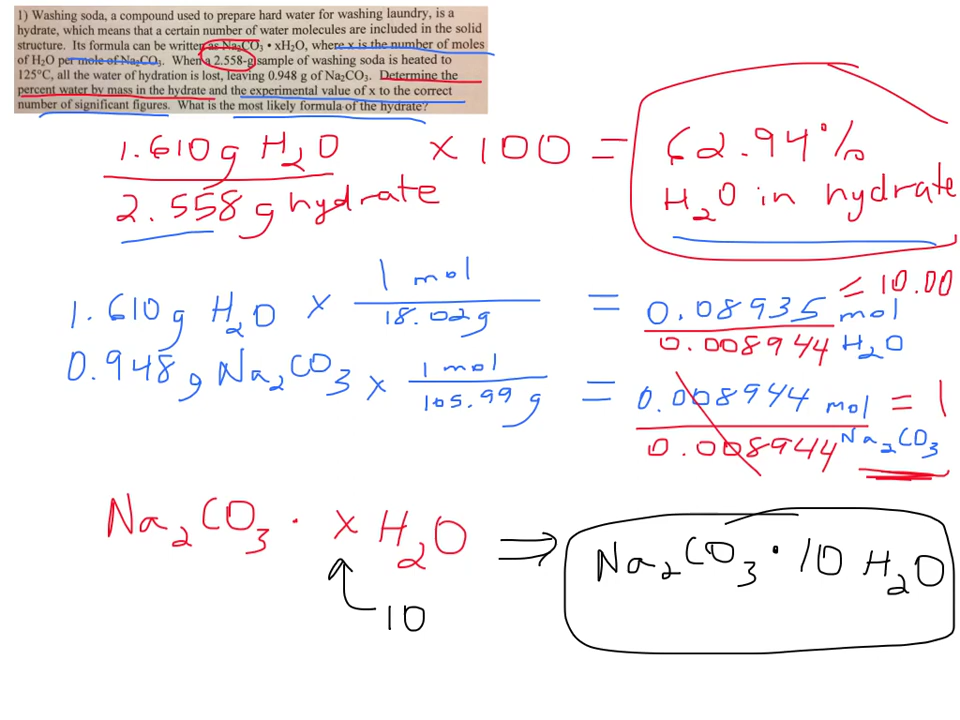 1) Washing soda, a compound used to prepare hard water for washing laundry, is a
hydrate, which means that a certain number of water molecules are included in the solid
structure. Its formula can be written as Na₂CO₃ • xH₂O, where x is the number of moles
of H₂O per mole of Na₂CO₃. When a 2.558-g sample of washing soda is heated to
125°C, all the water of hydration is lost, leaving 0.948 g of Na₂CO₃. Determine the
percent water by mass in the hydrate and the experimental value of x to the correct
number of significant figures. What is the most likely formula of the hydrate?
1.610g H₂O / 2.558 g hydrate × 100 = 62.94%
H₂O in hydrate
1.610g H₂O × 1 mol / 18.02g = 0.08935 mol H₂O / 0.008944 = 10.00
0.948g Na₂CO₃ × 1 mol / 105.99 g = 0.008944 mol Na₂CO₃ / 0.008944 = 1
Na₂CO₃ · x H₂O ⇒ Na₂CO₃ · 10 H₂O
10